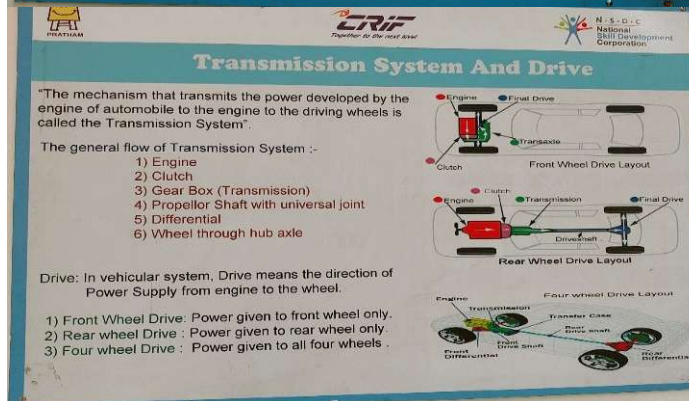 PRATHAM
CRIF
Together to the next level
N·S·D·C
National
Skill Development
Corporation
Transmission System And Drive
"The mechanism that transmits the power developed by the
engine of automobile to the engine to the driving wheels is
called the Transmission System".
The general flow of Transmission System :-
1) Engine
2) Clutch
3) Gear Box (Transmission)
4) Propellor Shaft with universal joint
5) Differential
6) Wheel through hub axle
Drive: In vehicular system, Drive means the direction of
Power Supply from engine to the wheel.
1) Front Wheel Drive: Power given to front wheel only.
2) Rear wheel Drive : Power given to rear wheel only.
3) Four wheel Drive : Power given to all four wheels .
Engine
Final Drive
Transaxle
Clutch
Front Wheel Drive Layout
Clutch
Engine
Transmission
Final Drive
Driveshaft
Rear Wheel Drive Layout
Four wheel Drive Layout
Engine
Transmission
Transfer Case
Rear
Drive Shaft
Front
Drive Shaft
Front
Differential
Rear
Differential